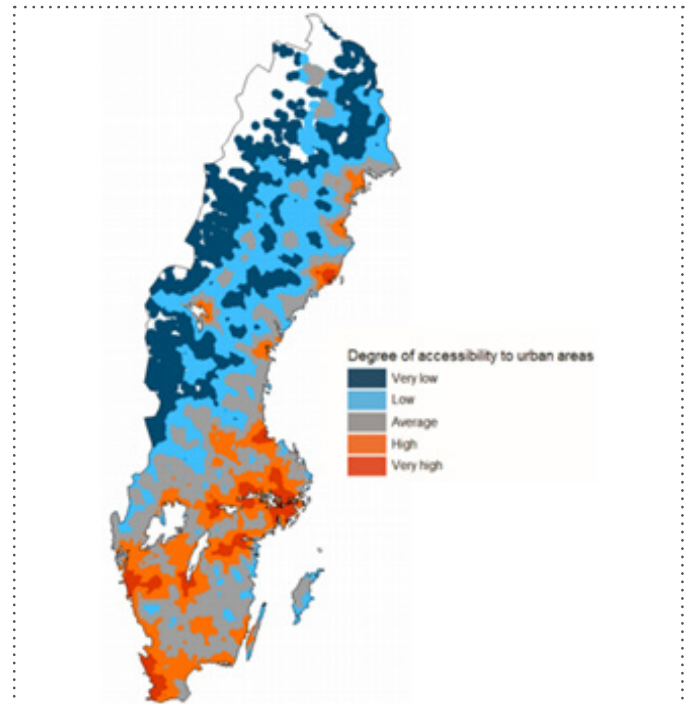 Degree of accessibility to urban areas
Very low
Low
Average
High
Very high